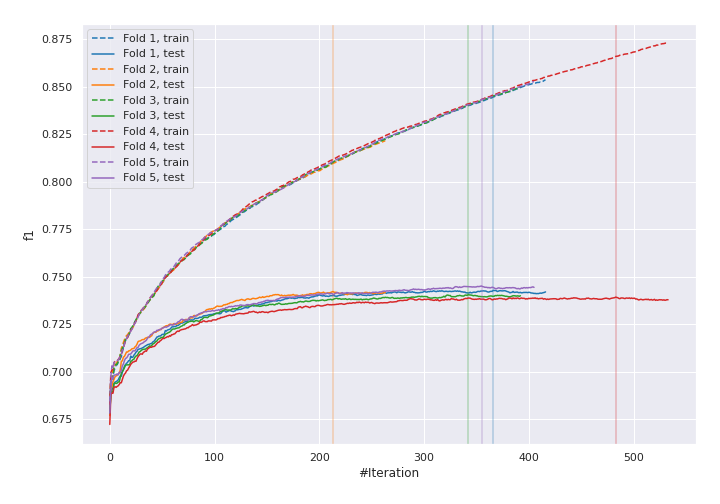 0.875
0.850
0.825
0.800
0.775
0.750
0.725
0.700
0.675
f1
Fold 1, train
Fold 1, test
Fold 2, train
Fold 2, test
Fold 3, train
Fold 3, test
Fold 4, train
Fold 4, test
Fold 5, train
Fold 5, test
0 100 200 300 400 500
#Iteration